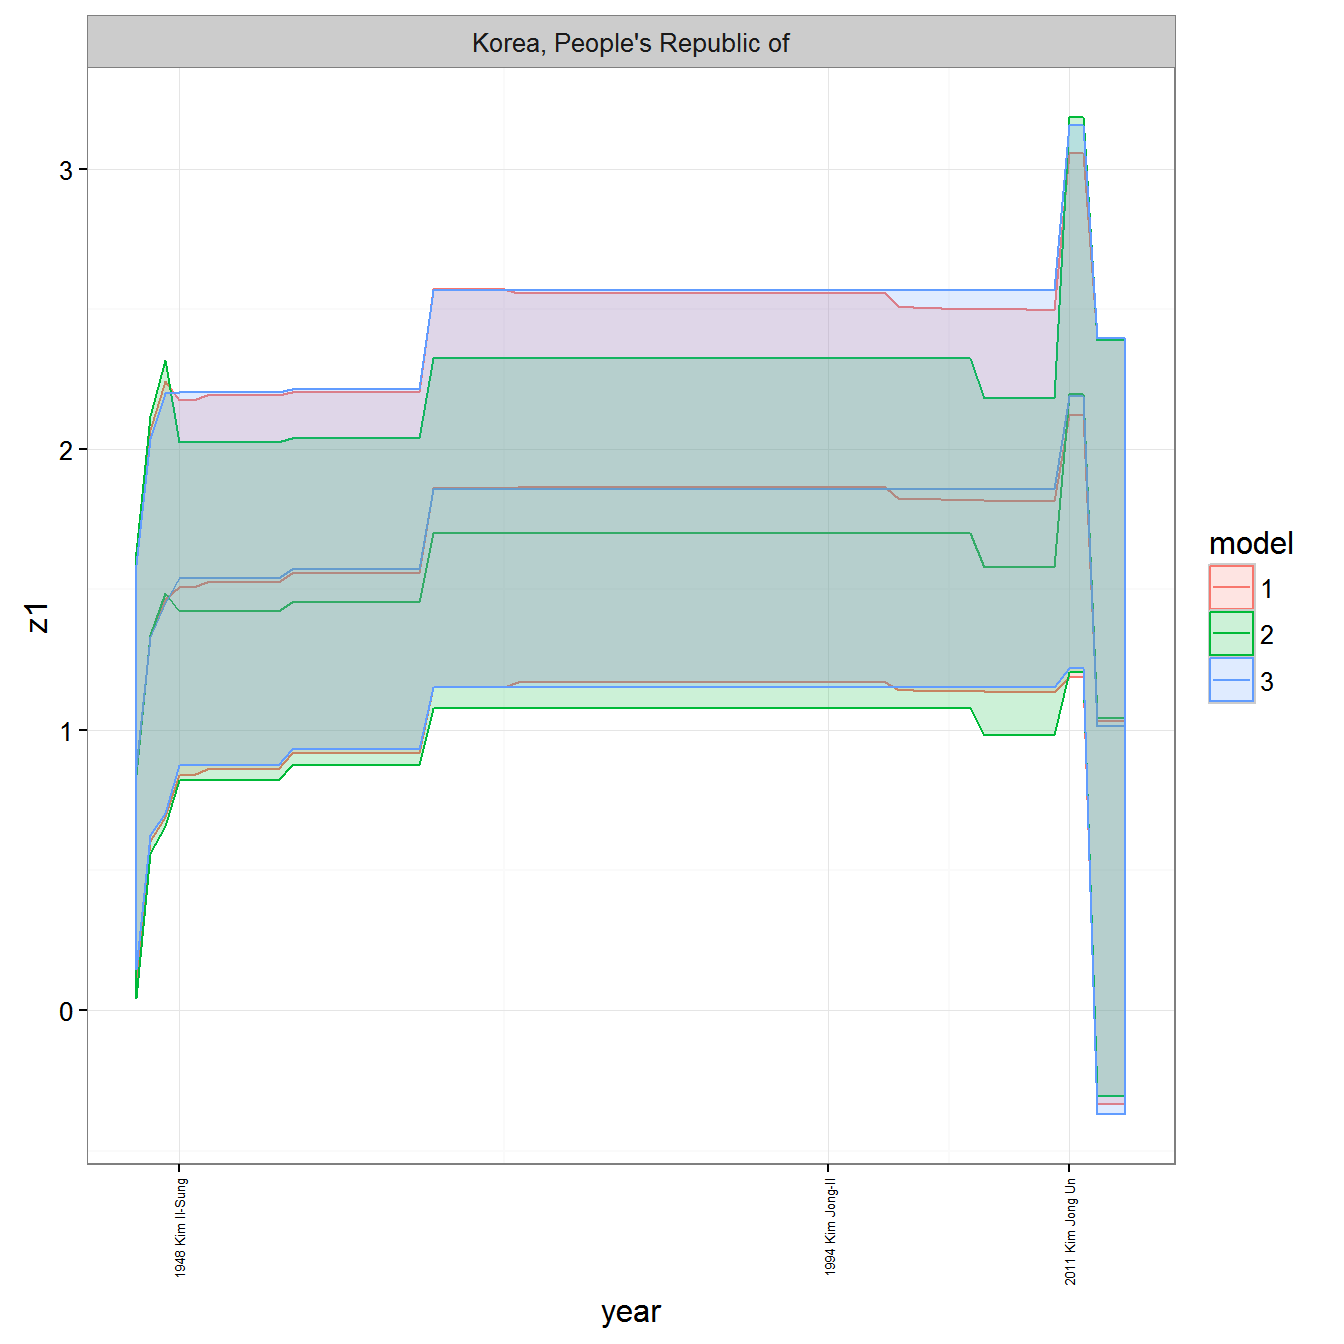 Korea, People's Republic of
3
2
1
0
z1
1948 Kim Il-Sung
1994 Kim Jong-Il
2011 Kim Jong Un
year
model
1
2
3